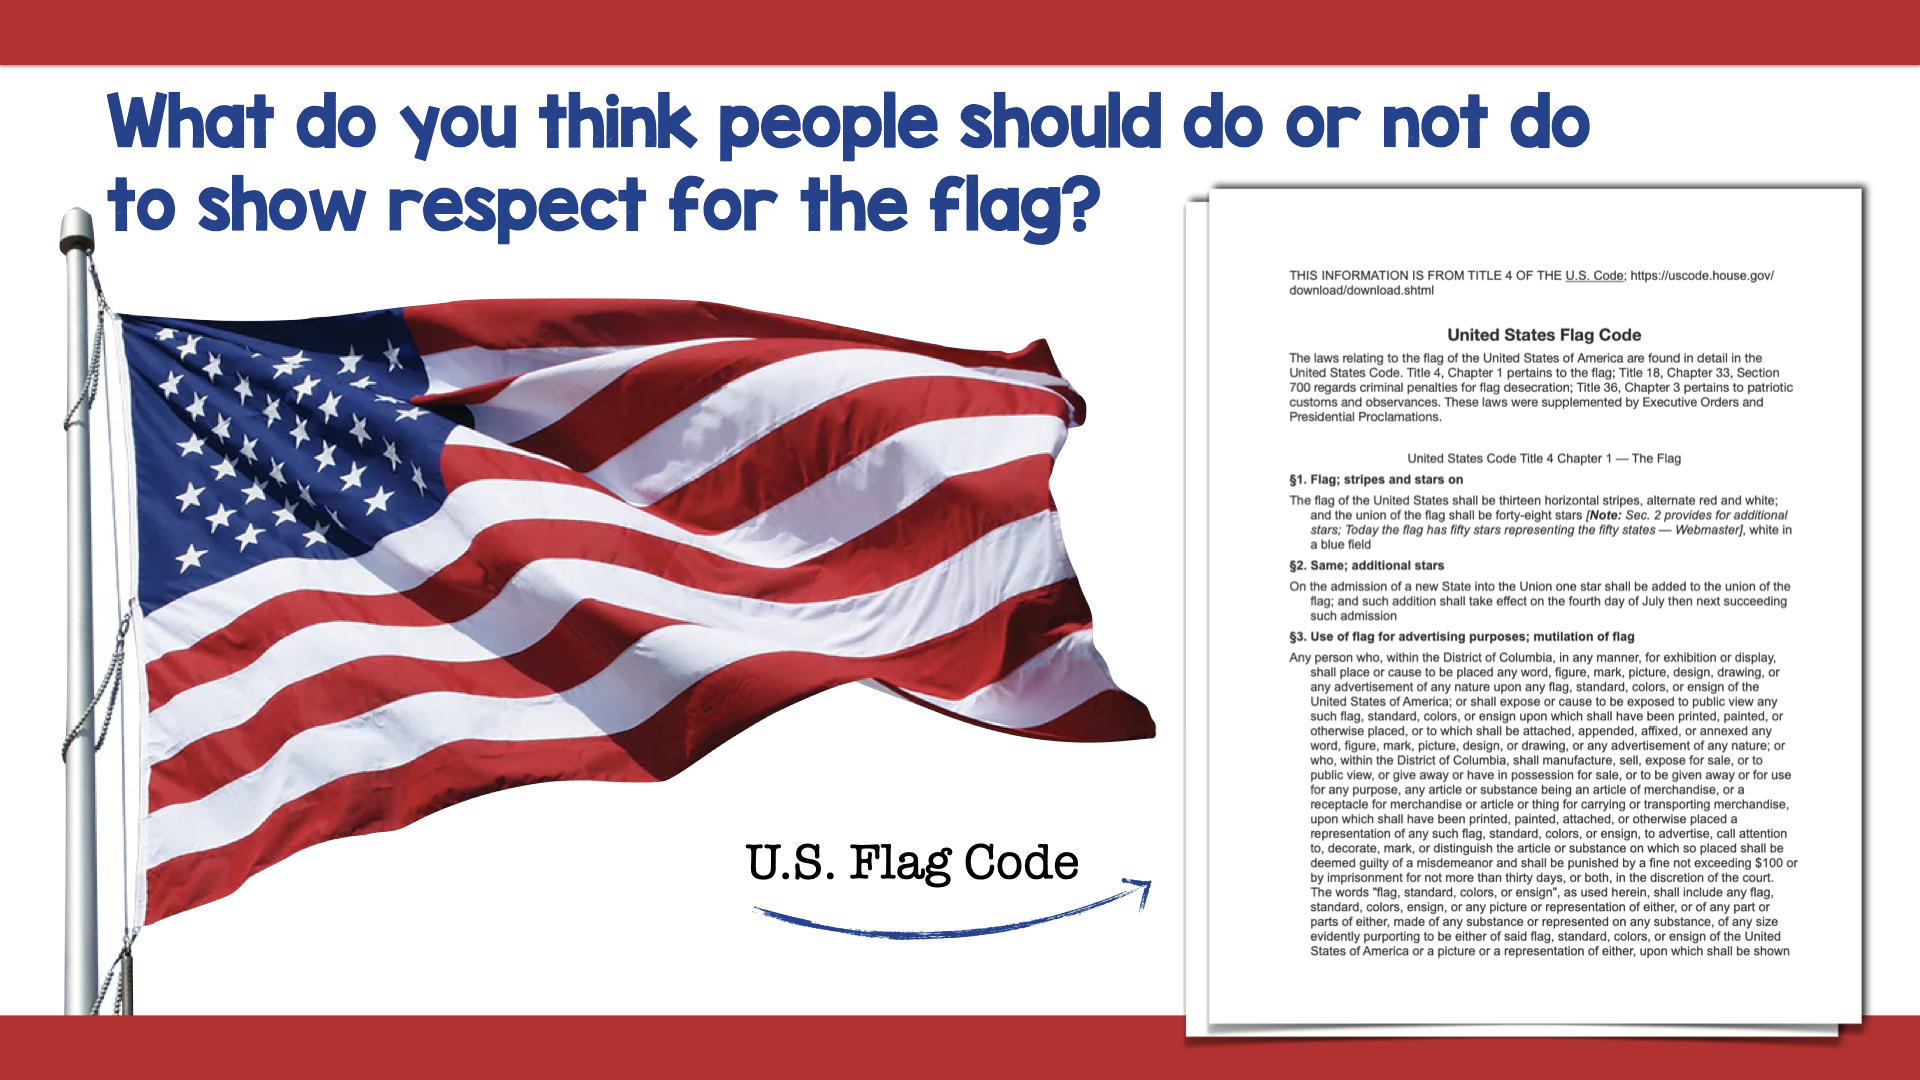 What do you think people should do or not do
to show respect for the flag?
THIS INFORMATION IS FROM TITLE 4 OF THE U.S. Code; https://uscode.house.gov/
download/download.shtml
United States Flag Code
The laws relating to the flag of the United States of America are found in detail in the
United States Code. Title 4, Chapter 1 pertains to the flag; Title 18, Chapter 33, Section
700 regards criminal penalties for flag desecration; Title 36, Chapter 3 pertains to patriotic
customs and observances. These laws were supplemented by Executive Orders and
Presidential Proclamations.
United States Code Title 4 Chapter 1 — The Flag
§1. Flag; stripes and stars on
The flag of the United States shall be thirteen horizontal stripes, alternate red and white;
and the union of the flag shall be forty-eight stars [Note: Sec. 2 provides for additional
stars; Today the flag has fifty stars representing the fifty states — Webmaster], white in
a blue field
§2. Same; additional stars
On the admission of a new State into the Union one star shall be added to the union of the
flag; and such addition shall take effect on the fourth day of July then next succeeding
such admission
§3. Use of flag for advertising purposes; mutilation of flag
Any person who, within the District of Columbia, in any manner, for exhibition or display,
shall place or cause to be placed any word, figure, mark, picture, design, drawing, or
any advertisement of any nature upon any flag, standard, colors, or ensign of the
United States of America; or shall expose or cause to be exposed to public view any
such flag, standard, colors, or ensign upon which shall have been printed, painted, or
otherwise placed, or to which shall be attached, appended, affixed, or annexed any
word, figure, mark, picture, design, or drawing, or any advertisement of any nature; or
who, within the District of Columbia, shall manufacture, sell, expose for sale, or to
public view, or give away or have in possession for sale, or to be given away or for use
for any purpose, any article or substance being an article of merchandise, or a
receptacle for merchandise or article or thing for carrying or transporting merchandise,
upon which shall have been printed, painted, attached, or otherwise placed a
representation of any such flag, standard, colors, or ensign, to advertise, call attention
to, decorate, mark, or distinguish the article or substance on which so placed shall be
deemed guilty of a misdemeanor and shall be punished by a fine not exceeding $100 or
by imprisonment for not more than thirty days, or both, in the discretion of the court.
The words "flag, standard, colors, or ensign", as used herein, shall include any flag,
standard, colors, ensign, or any picture or representation of either, or of any part or
parts of either, made of any substance or represented on any substance, of any size
evidently purporting to be either of said flag, standard, colors, or ensign of the United
States of America or a picture or a representation of either, upon which shall be shown
U.S. Flag Code